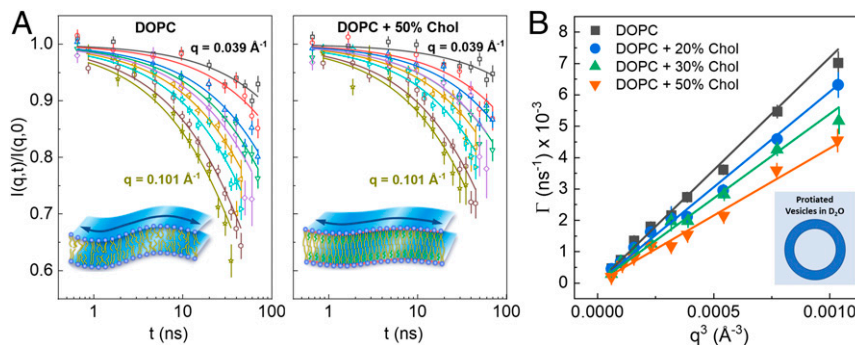 A
DOPC
q = 0.039 Å⁻¹
q = 0.101 Å⁻¹
I(q,t)/I(q,0)
1.0
0.9
0.8
0.7
0.6
1
10
100
t (ns)
DOPC + 50% Chol
q = 0.039 Å⁻¹
q = 0.101 Å⁻¹
1
10
100
t (ns)
B
DOPC
DOPC + 20% Chol
DOPC + 30% Chol
DOPC + 50% Chol
Γ (ns⁻¹) x 10⁻³
8
7
6
5
4
3
2
1
0
Protiated
Vesicles in D₂O
0.0000
0.0005
0.0010
q³ (Å⁻³)